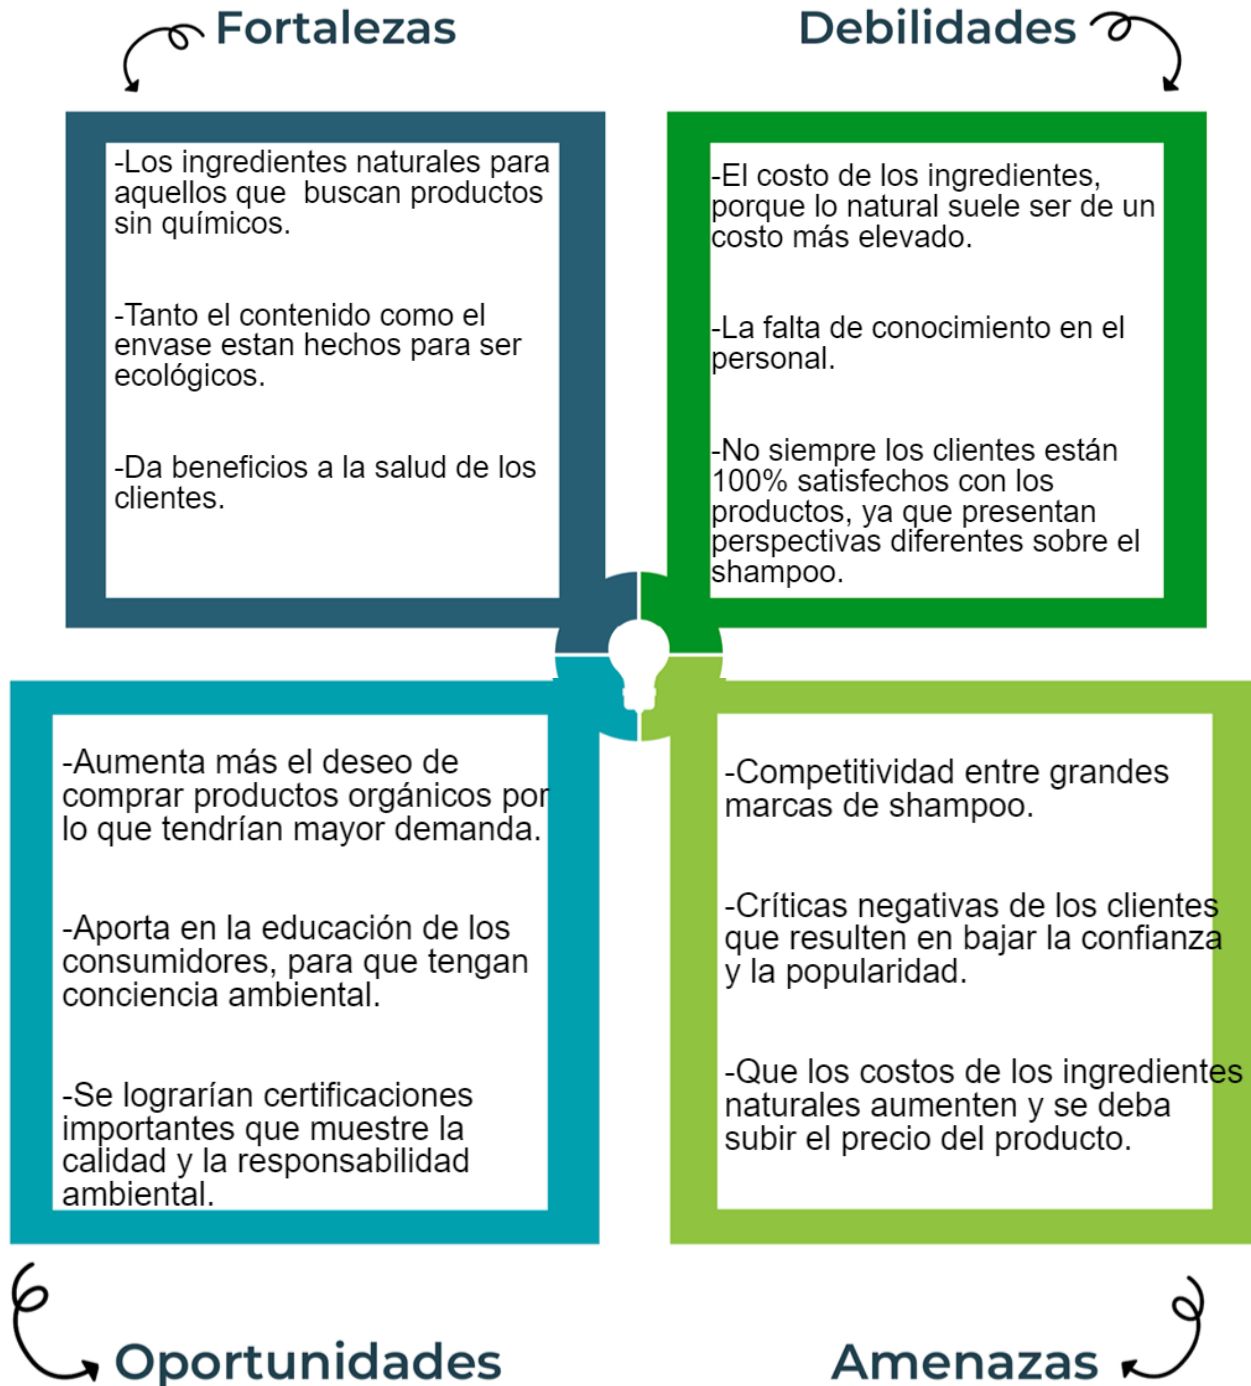 Fortalezas
-Los ingredientes naturales para
aquellos que  buscan productos
sin químicos.
-Tanto el contenido como el
envase estan hechos para ser
ecológicos.
-Da beneficios a la salud de los
clientes.
Debilidades
-El costo de los ingredientes,
porque lo natural suele ser de un
costo más elevado.
-La falta de conocimiento en el
personal.
-No siempre los clientes están
100% satisfechos con los
productos, ya que presentan
perspectivas diferentes sobre el
shampoo.
-Aumenta más el deseo de
comprar productos orgánicos por
lo que tendrían mayor demanda.
-Aporta en la educación de los
consumidores, para que tengan
conciencia ambiental.
-Se lograrían certificaciones
importantes que muestre la
calidad y la responsabilidad
ambiental.
Oportunidades
-Competitividad entre grandes
marcas de shampoo.
-Críticas negativas de los clientes
que resulten en bajar la confianza
y la popularidad.
-Que los costos de los ingredientes
naturales aumenten y se deba
subir el precio del producto.
Amenazas